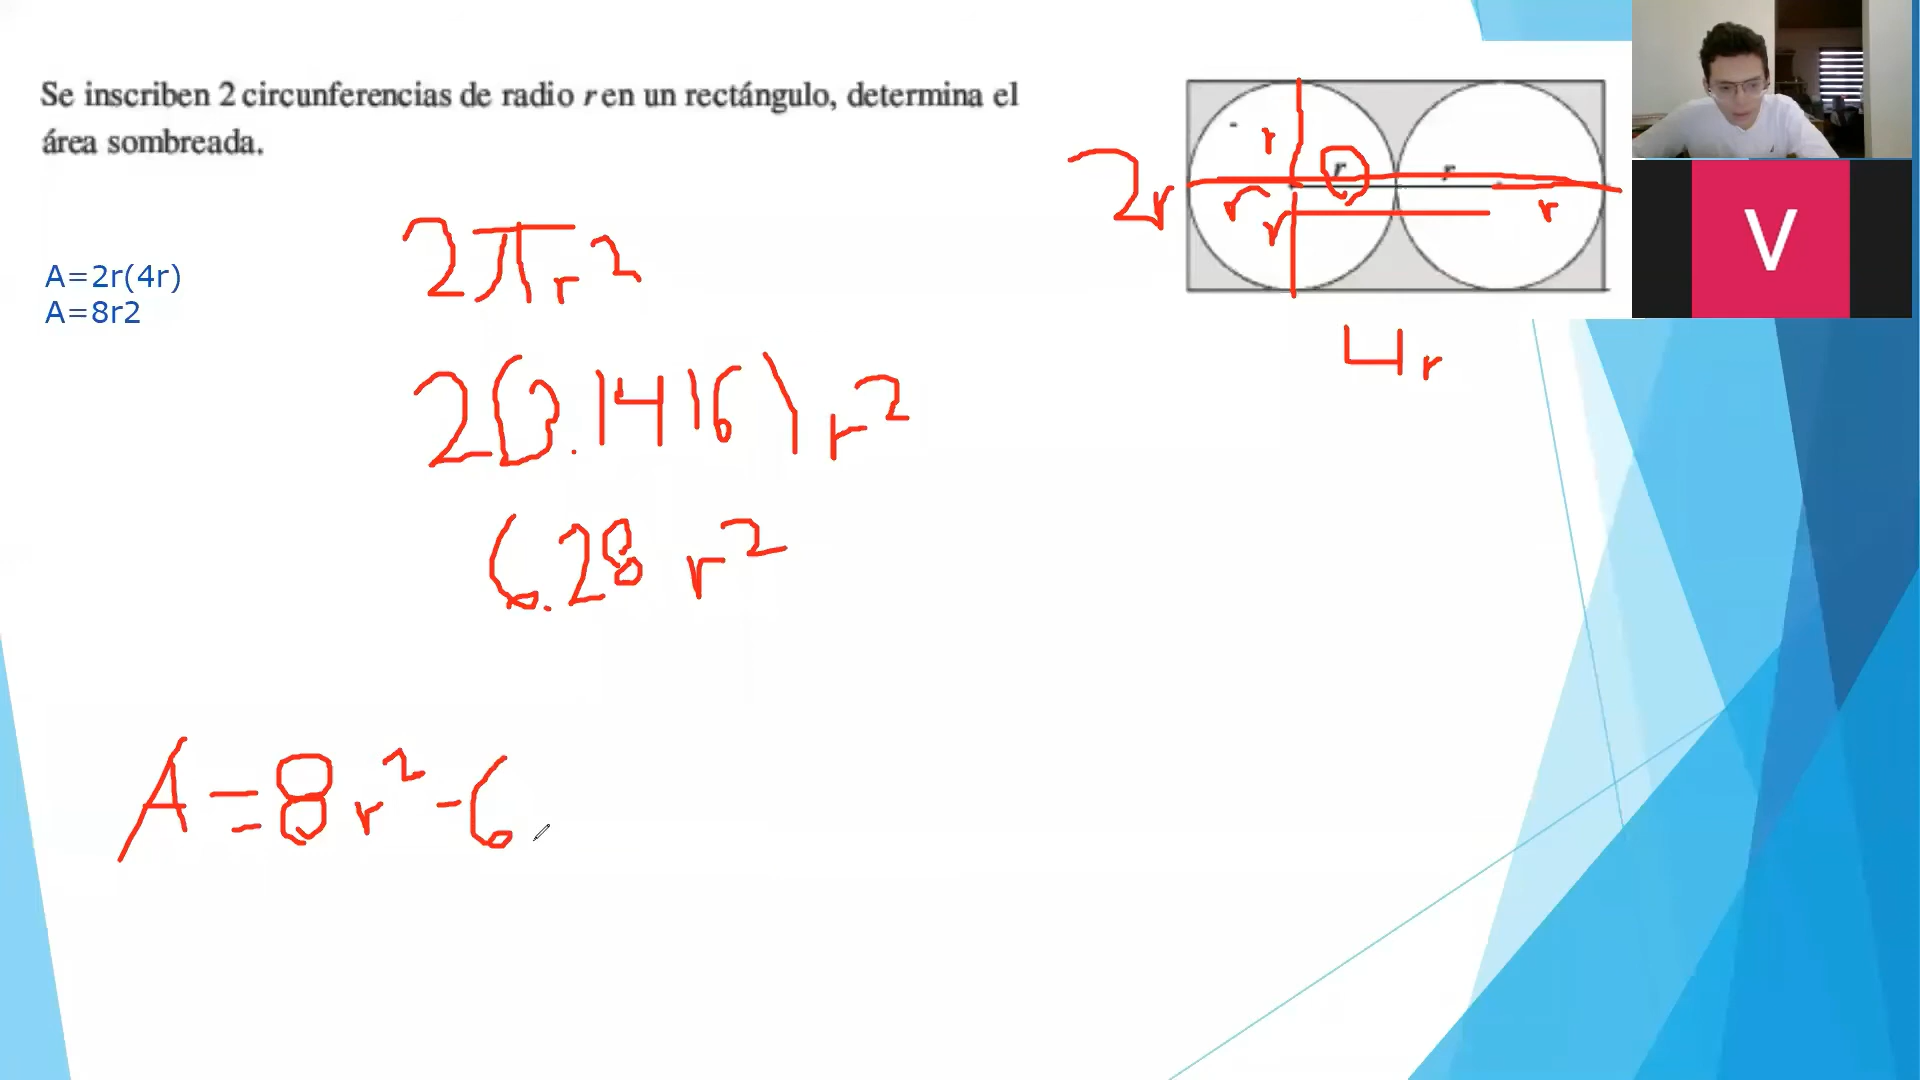 Se inscriben 2 circunferencias de radio r en un rectángulo, determina el
área sombreada.
A=2r(4r)
A=8r2
2πr²
2(3.1416)r²
6.28 r²
A=8r²-6
2r
r
r
r
r
r
r
4r
V